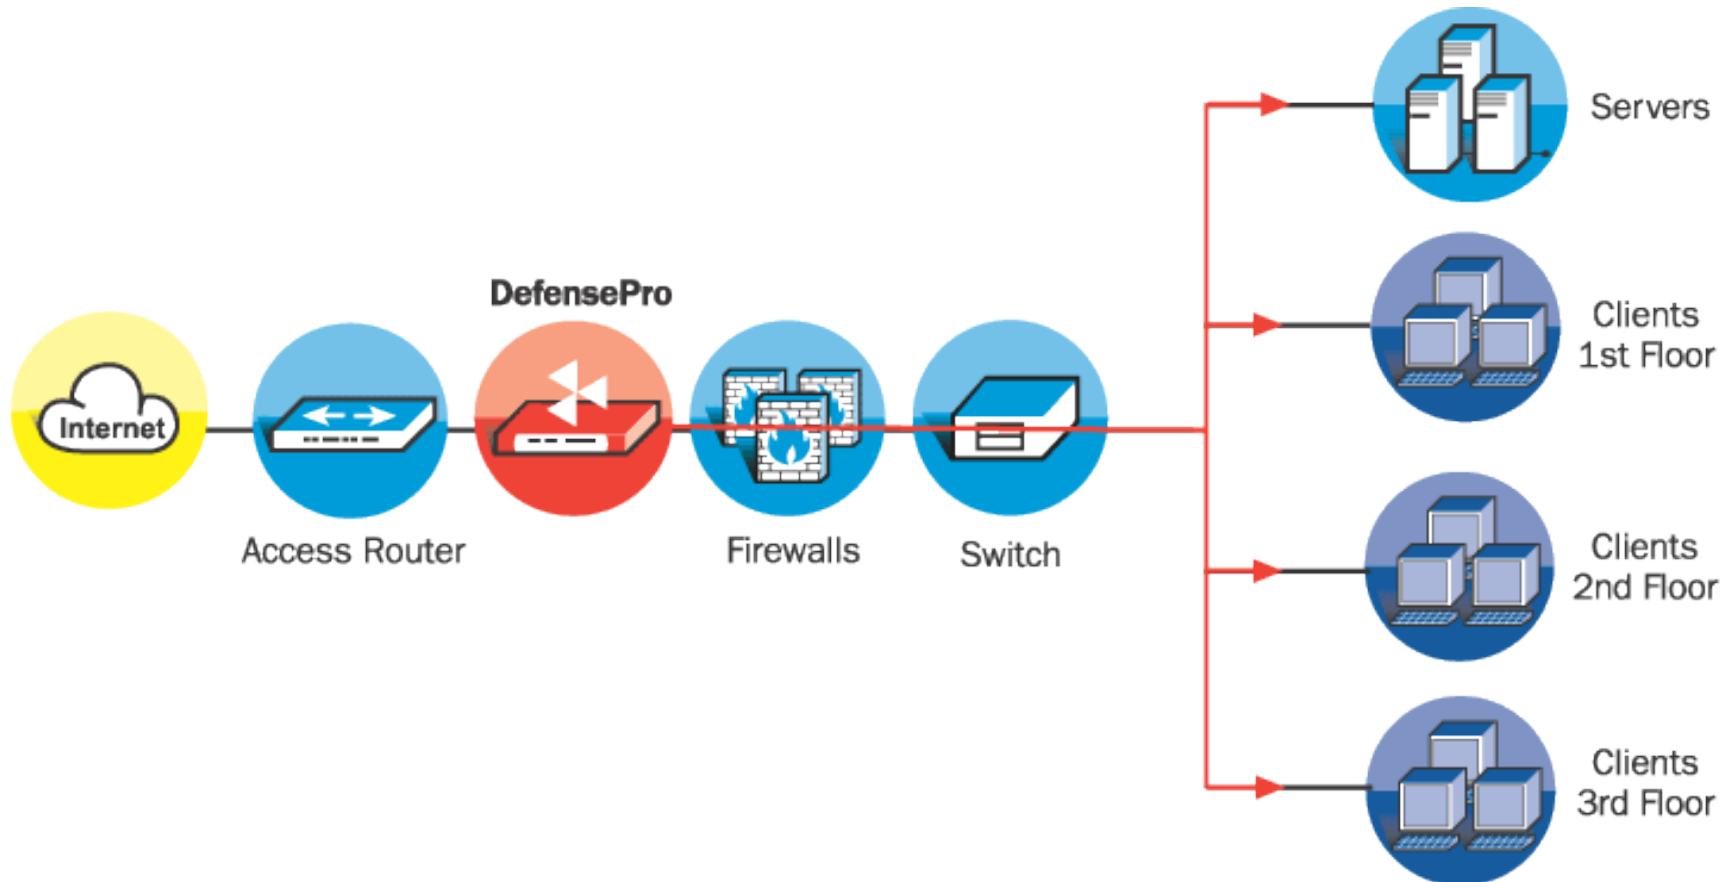 DefensePro
Internet
Access Router
Firewalls
Switch
Servers
Clients
1st Floor
Clients
2nd Floor
Clients
3rd Floor